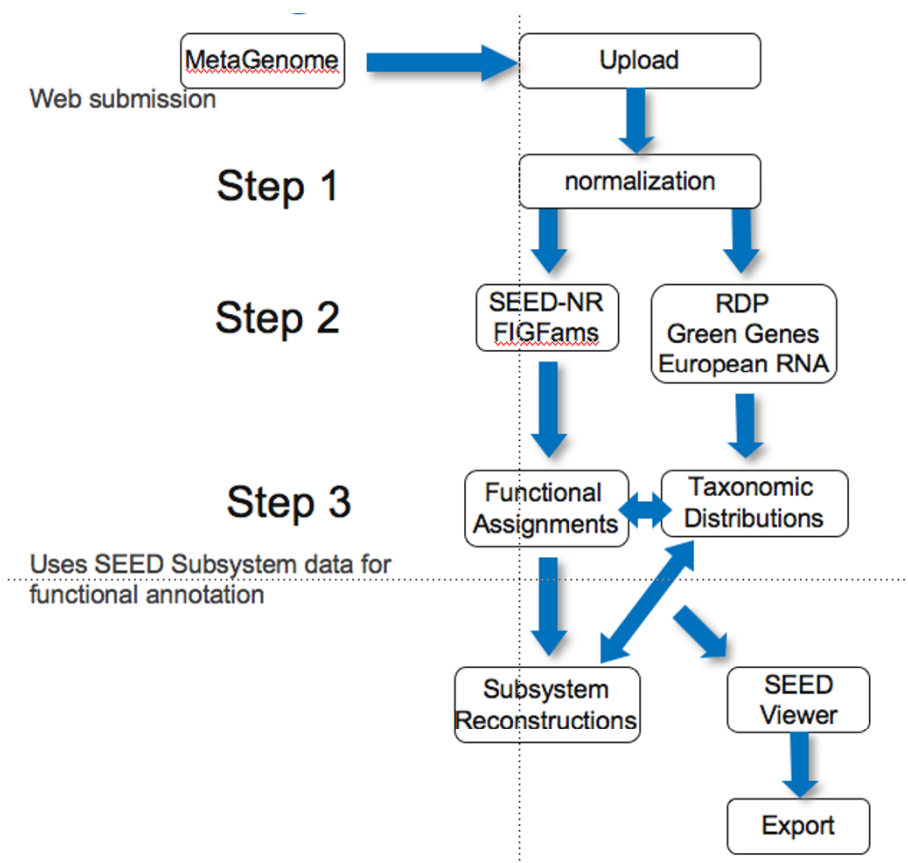 MetaGenome
Upload
Web submission
Step 1
normalization
Step 2
SEED-NR
FIGFams
RDP
Green Genes
European RNA
Step 3
Functional
Assignments
Taxonomic
Distributions
Uses SEED Subsystem data for
functional annotation
Subsystem
Reconstructions
SEED
Viewer
Export